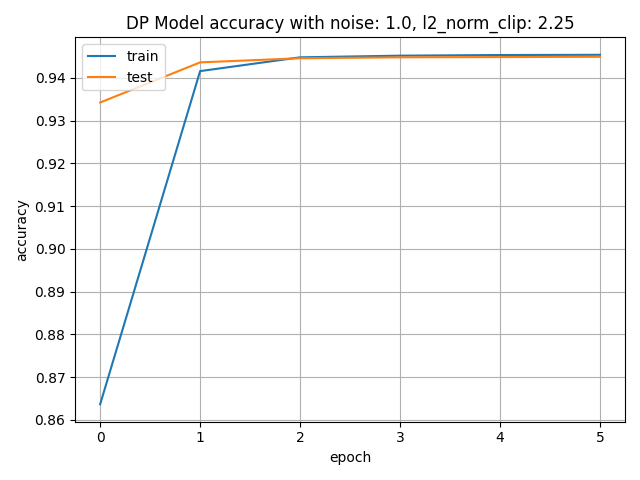 DP Model accuracy with noise: 1.0, l2_norm_clip: 2.25
train
test
0.94
0.93
0.92
0.91
0.90
0.89
0.88
0.87
0.86
accuracy
0 1 2 3 4 5
epoch